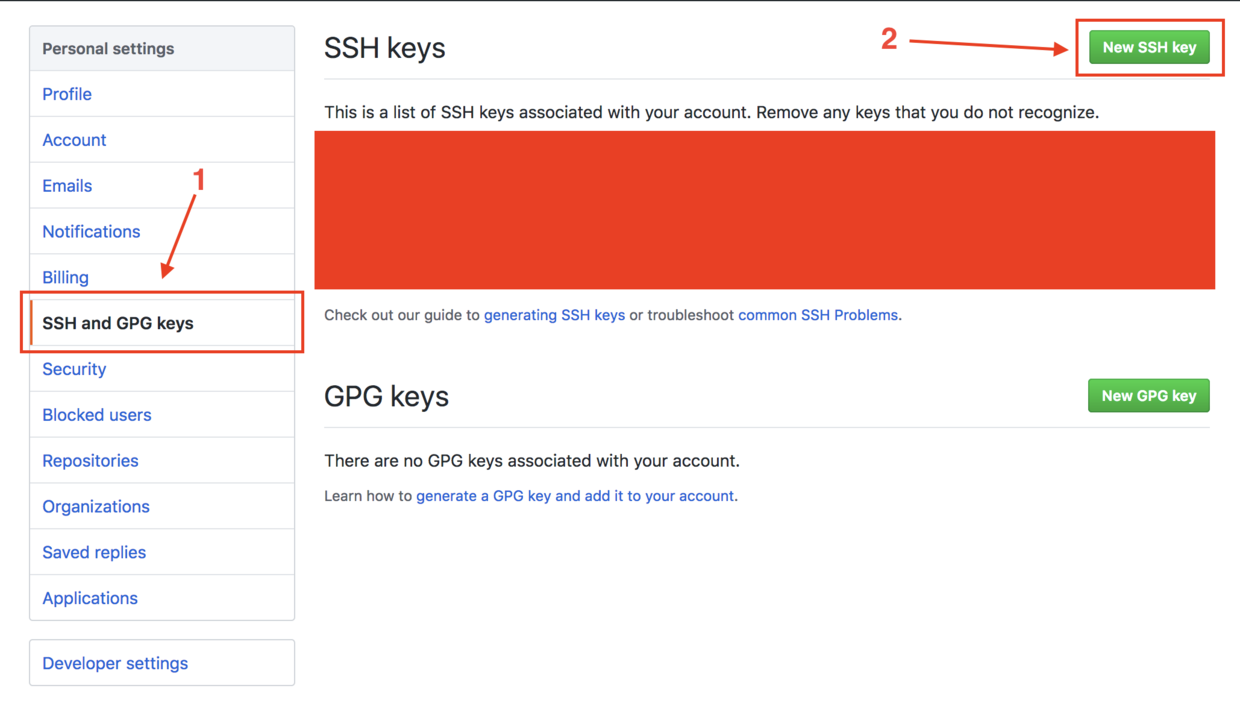 Personal settings
Profile
Account
Emails
1
Notifications
Billing
SSH and GPG keys
Security
Blocked users
Repositories
Organizations
Saved replies
Applications
Developer settings
SSH keys
2
New SSH key
This is a list of SSH keys associated with your account. Remove any keys that you do not recognize.
Check out our guide to generating SSH keys or troubleshoot common SSH Problems.
GPG keys
New GPG key
There are no GPG keys associated with your account.
Learn how to generate a GPG key and add it to your account.